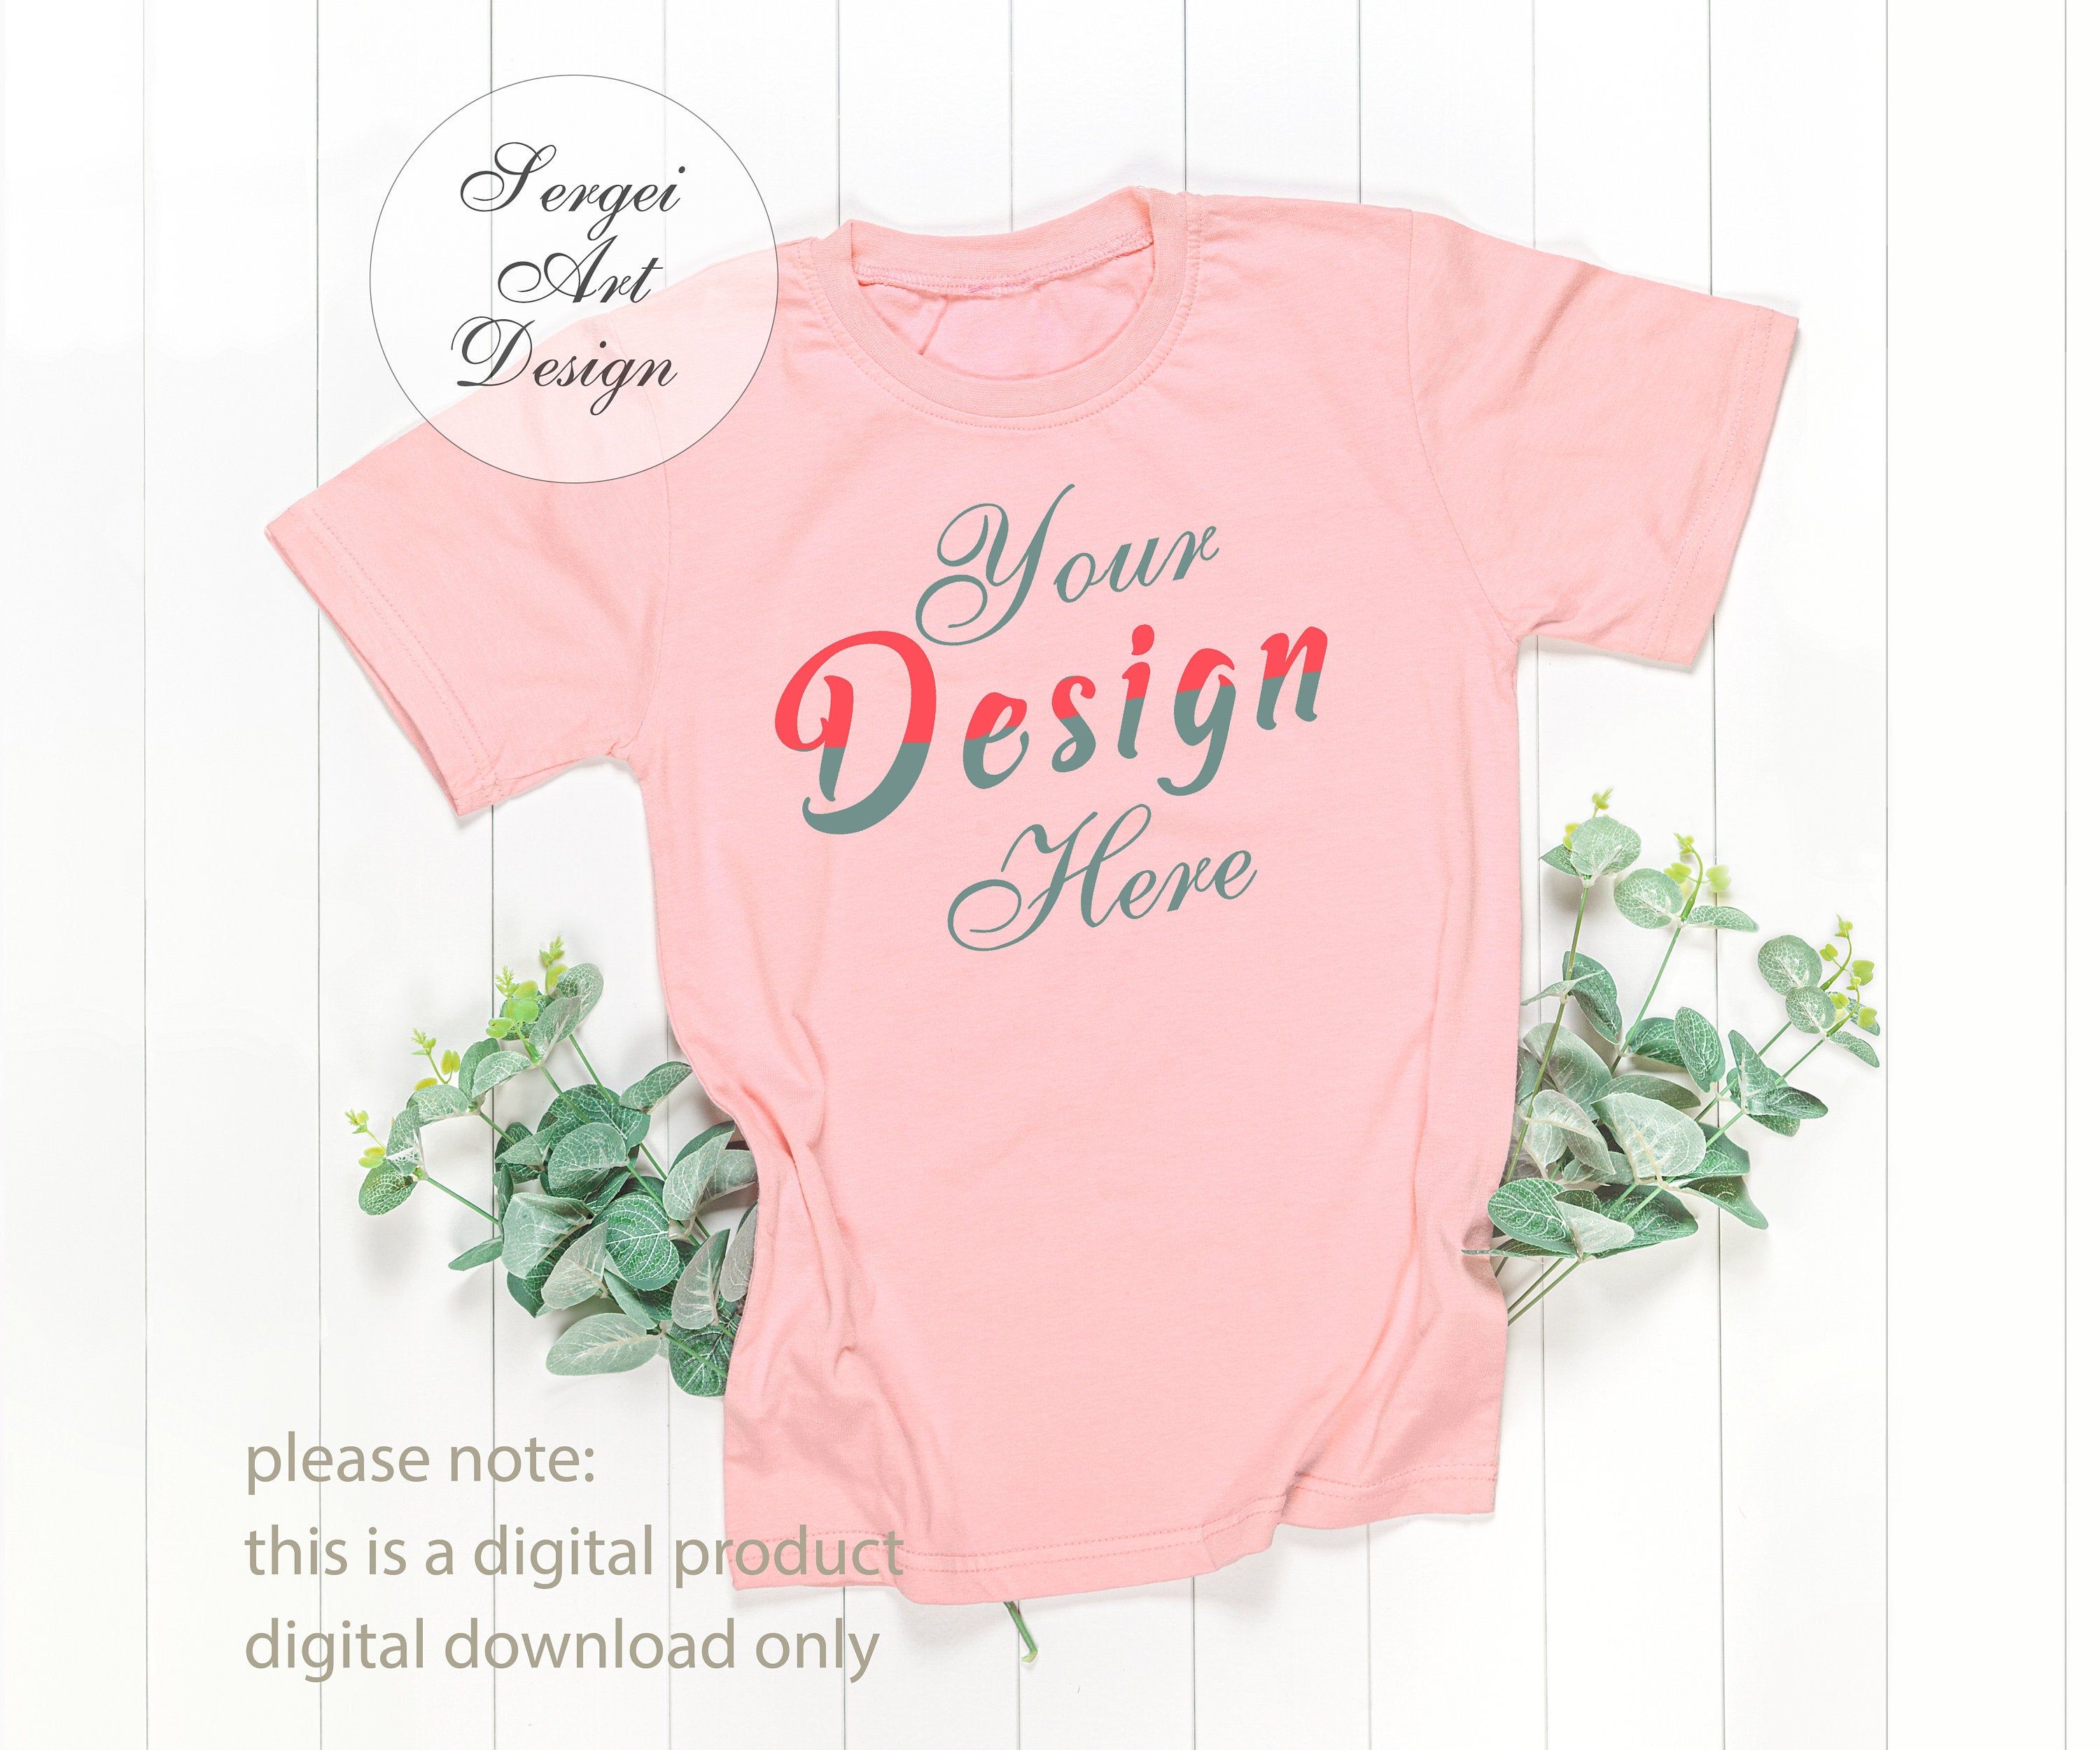 Sergei
Art
Design
Your
Design
Here
please note:
this is a digital product
digital download only